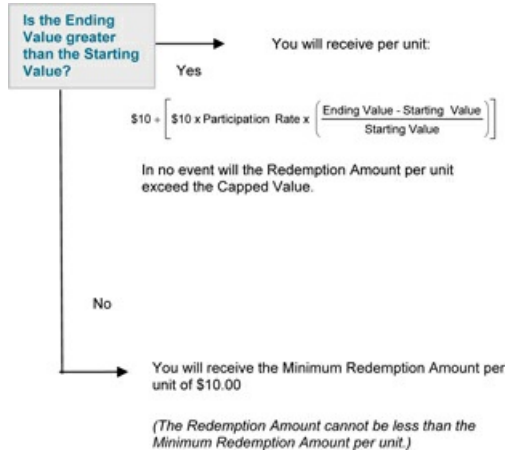 Is the Ending
Value greater
than the Starting
Value?
You will receive per unit:
Yes
$10 + [ $10 x Participation Rate x ( Ending Value - Starting Value / Starting Value ) ]
In no event will the Redemption Amount per unit
exceed the Capped Value.
No
You will receive the Minimum Redemption Amount per
unit of $10.00
(The Redemption Amount cannot be less than the
Minimum Redemption Amount per unit.)